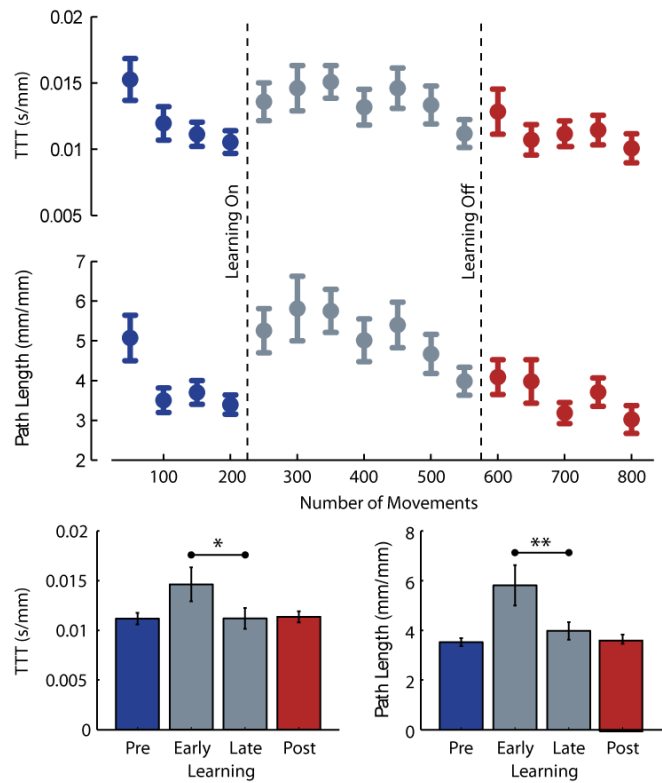 0.02
0.015
0.01
0.005
TTT (s/mm)
Learning On
Learning Off
7
6
5
4
3
2
Path Length (mm/mm)
100 200 300 400 500 600 700 800
Number of Movements
0.02
0.015
0.01
0.005
0
TTT (s/mm)
*
Pre Early Late Post
Learning
8
6
4
2
0
Path Length (mm/mm)
**
Pre Early Late Post
Learning